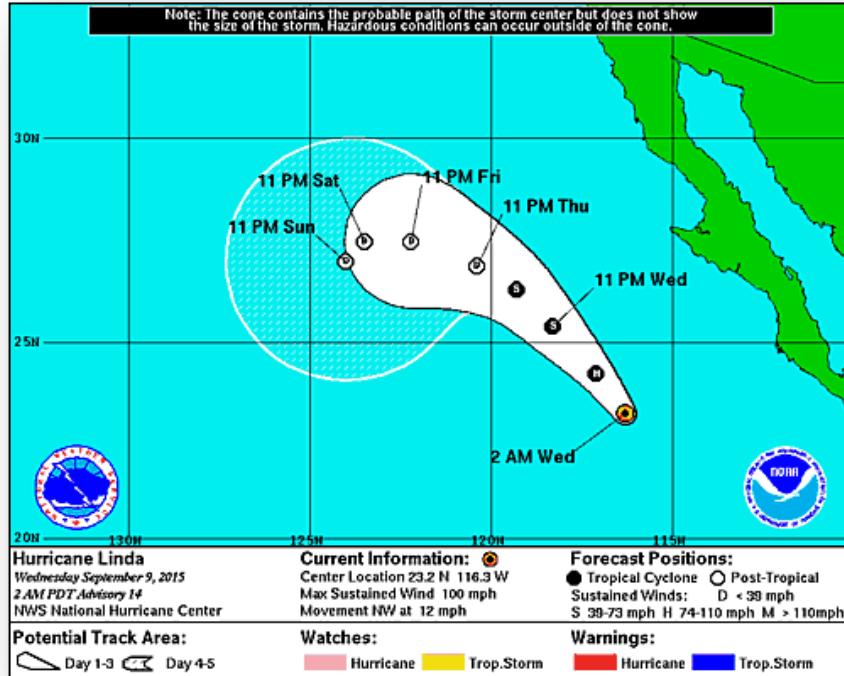 Note: The cone contains the probable path of the storm center but does not show
the size of the storm. Hazardous conditions can occur outside of the cone.
30N
11 PM Sat
11 PM Fri
11 PM Thu
11 PM Sun
D
D
D
D
S
11 PM Wed
S
25N
H
2 AM Wed
NOAA
20N
130W
125W
120W
115W
Hurricane Linda
Wednesday September 9, 2015
2 AM PDT Advisory 14
NWS National Hurricane Center
Current Information:
Center Location 23.2 N 116.3 W
Max Sustained Wind 100 mph
Movement NW at 12 mph
Forecast Positions:
Tropical Cyclone Post-Tropical
Sustained Winds: D < 39 mph
S 39-73 mph H 74-110 mph M > 110mph
Potential Track Area:
Day 1-3 Day 4-5
Watches:
Hurricane Trop.Storm
Warnings:
Hurricane Trop.Storm